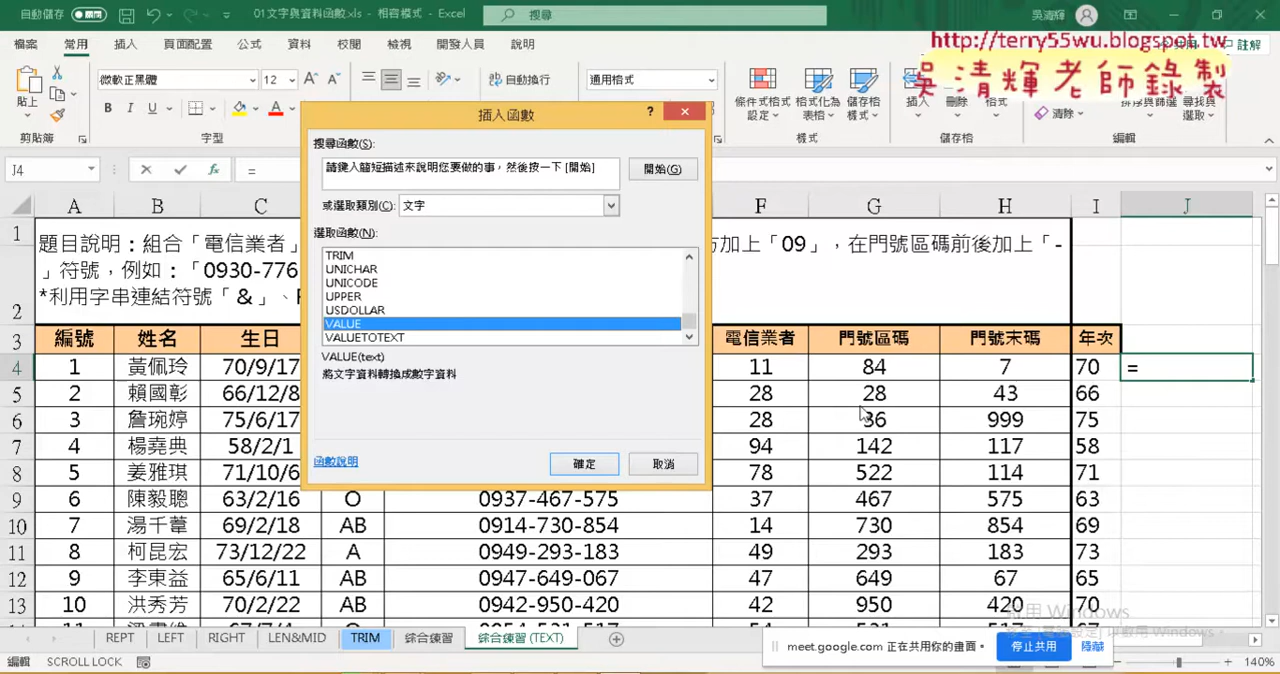 自動儲存
01文字與資料函數.xls - 相容模式 - Excel
搜尋
吳清輝
檔案 常用 插入 頁面配置 公式 資料 校閱 檢視 開發人員 說明
註解
http://terry55wu.blogspot.tw
吳清輝老師錄製
貼上
微軟正黑體 12
B I U
自動換行
通用格式
條件式格式設定 格式化為表格 儲存格樣式
插入 刪除 格式
清除
排序與篩選 尋找與選取
剪貼簿 字型 樣式 儲存格 編輯
J4 =
插入函數
搜尋函數(S):
請鍵入簡短描述來說明您要做的事，然後按一下 [開始]
開始(G)
或選取類別(C): 文字
選取函數(N):
TRIM
UNICHAR
UNICODE
UPPER
USDOLLAR
VALUE
VALUETOTEXT
VALUE(text)
將文字資料轉換成數字資料
函數說明
確定 取消
A B C F G H I J
1 題目說明：組合「電信業者」 方加上「09」，在門號區碼前後加上「-
」符號，例如：「0930-776
2 *利用字串連結符號「&」、
3 編號 姓名 生日 電信業者 門號區碼 門號末碼 年次
4 1 黃佩玲 70/9/17 11 84 7 70 =
5 2 賴國彰 66/12/8 28 28 43 66
6 3 詹琬婷 75/6/17 28 36 999 75
7 4 楊堯典 58/2/1 94 142 117 58
8 5 姜雅琪 71/10/6 78 522 114 71
9 6 陳毅聰 63/2/16 O 0937-467-575 37 467 575 63
10 7 湯千葦 69/2/18 AB 0914-730-854 14 730 854 69
11 8 柯昆宏 73/12/22 A 0949-293-183 49 293 183 73
12 9 李東益 65/6/11 AB 0947-649-067 47 649 67 65
13 10 洪秀芳 70/2/22 AB 0942-950-420 42 950 420 70
啟用 Windows
REPT LEFT RIGHT LEN&MID TRIM 綜合練習 綜合練習 (TEXT)
meet.google.com 正在共用你的畫面。 停止共用 隱藏
編輯 SCROLL LOCK 140%